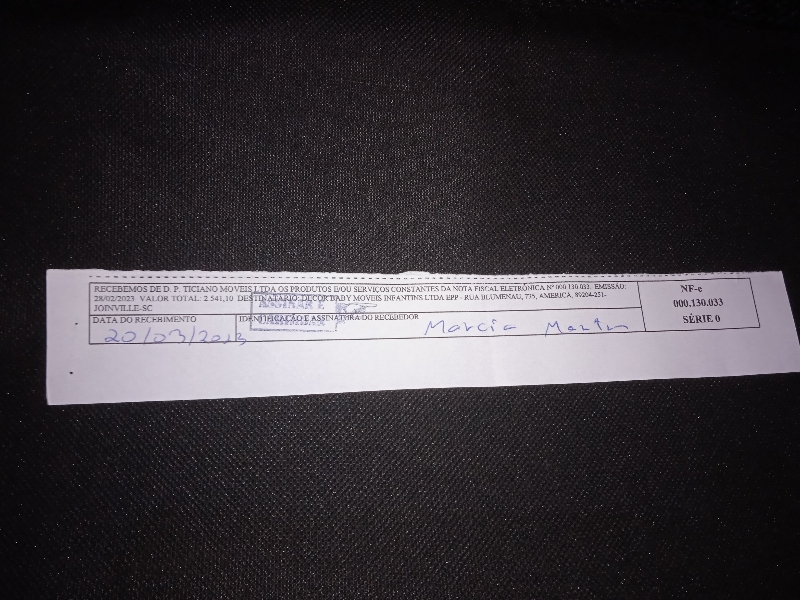 RECEBEMOS DE D. P. TICIANO MOVEIS LTDA OS PRODUTOS E/OU SERVIÇOS CONSTANTES DA NOTA FISCAL ELETRÔNICA Nº 000.130.033- EMISSÃO:
28/02/2023 VALOR TOTAL: 2.541,10 DESTINATÁRIO: DECOR BABY MOVEIS INFANTINS LTDA EPP - RUA BLUMENAU, 735, AMERICA, 89204-251-
JOINVILLE-SC
DATA DO RECEBIMENTO
20/03/2023
IDENTIFICAÇÃO E ASSINATURA DO RECEBEDOR
Marcia
NF-e
000.130.033
SÉRIE 0